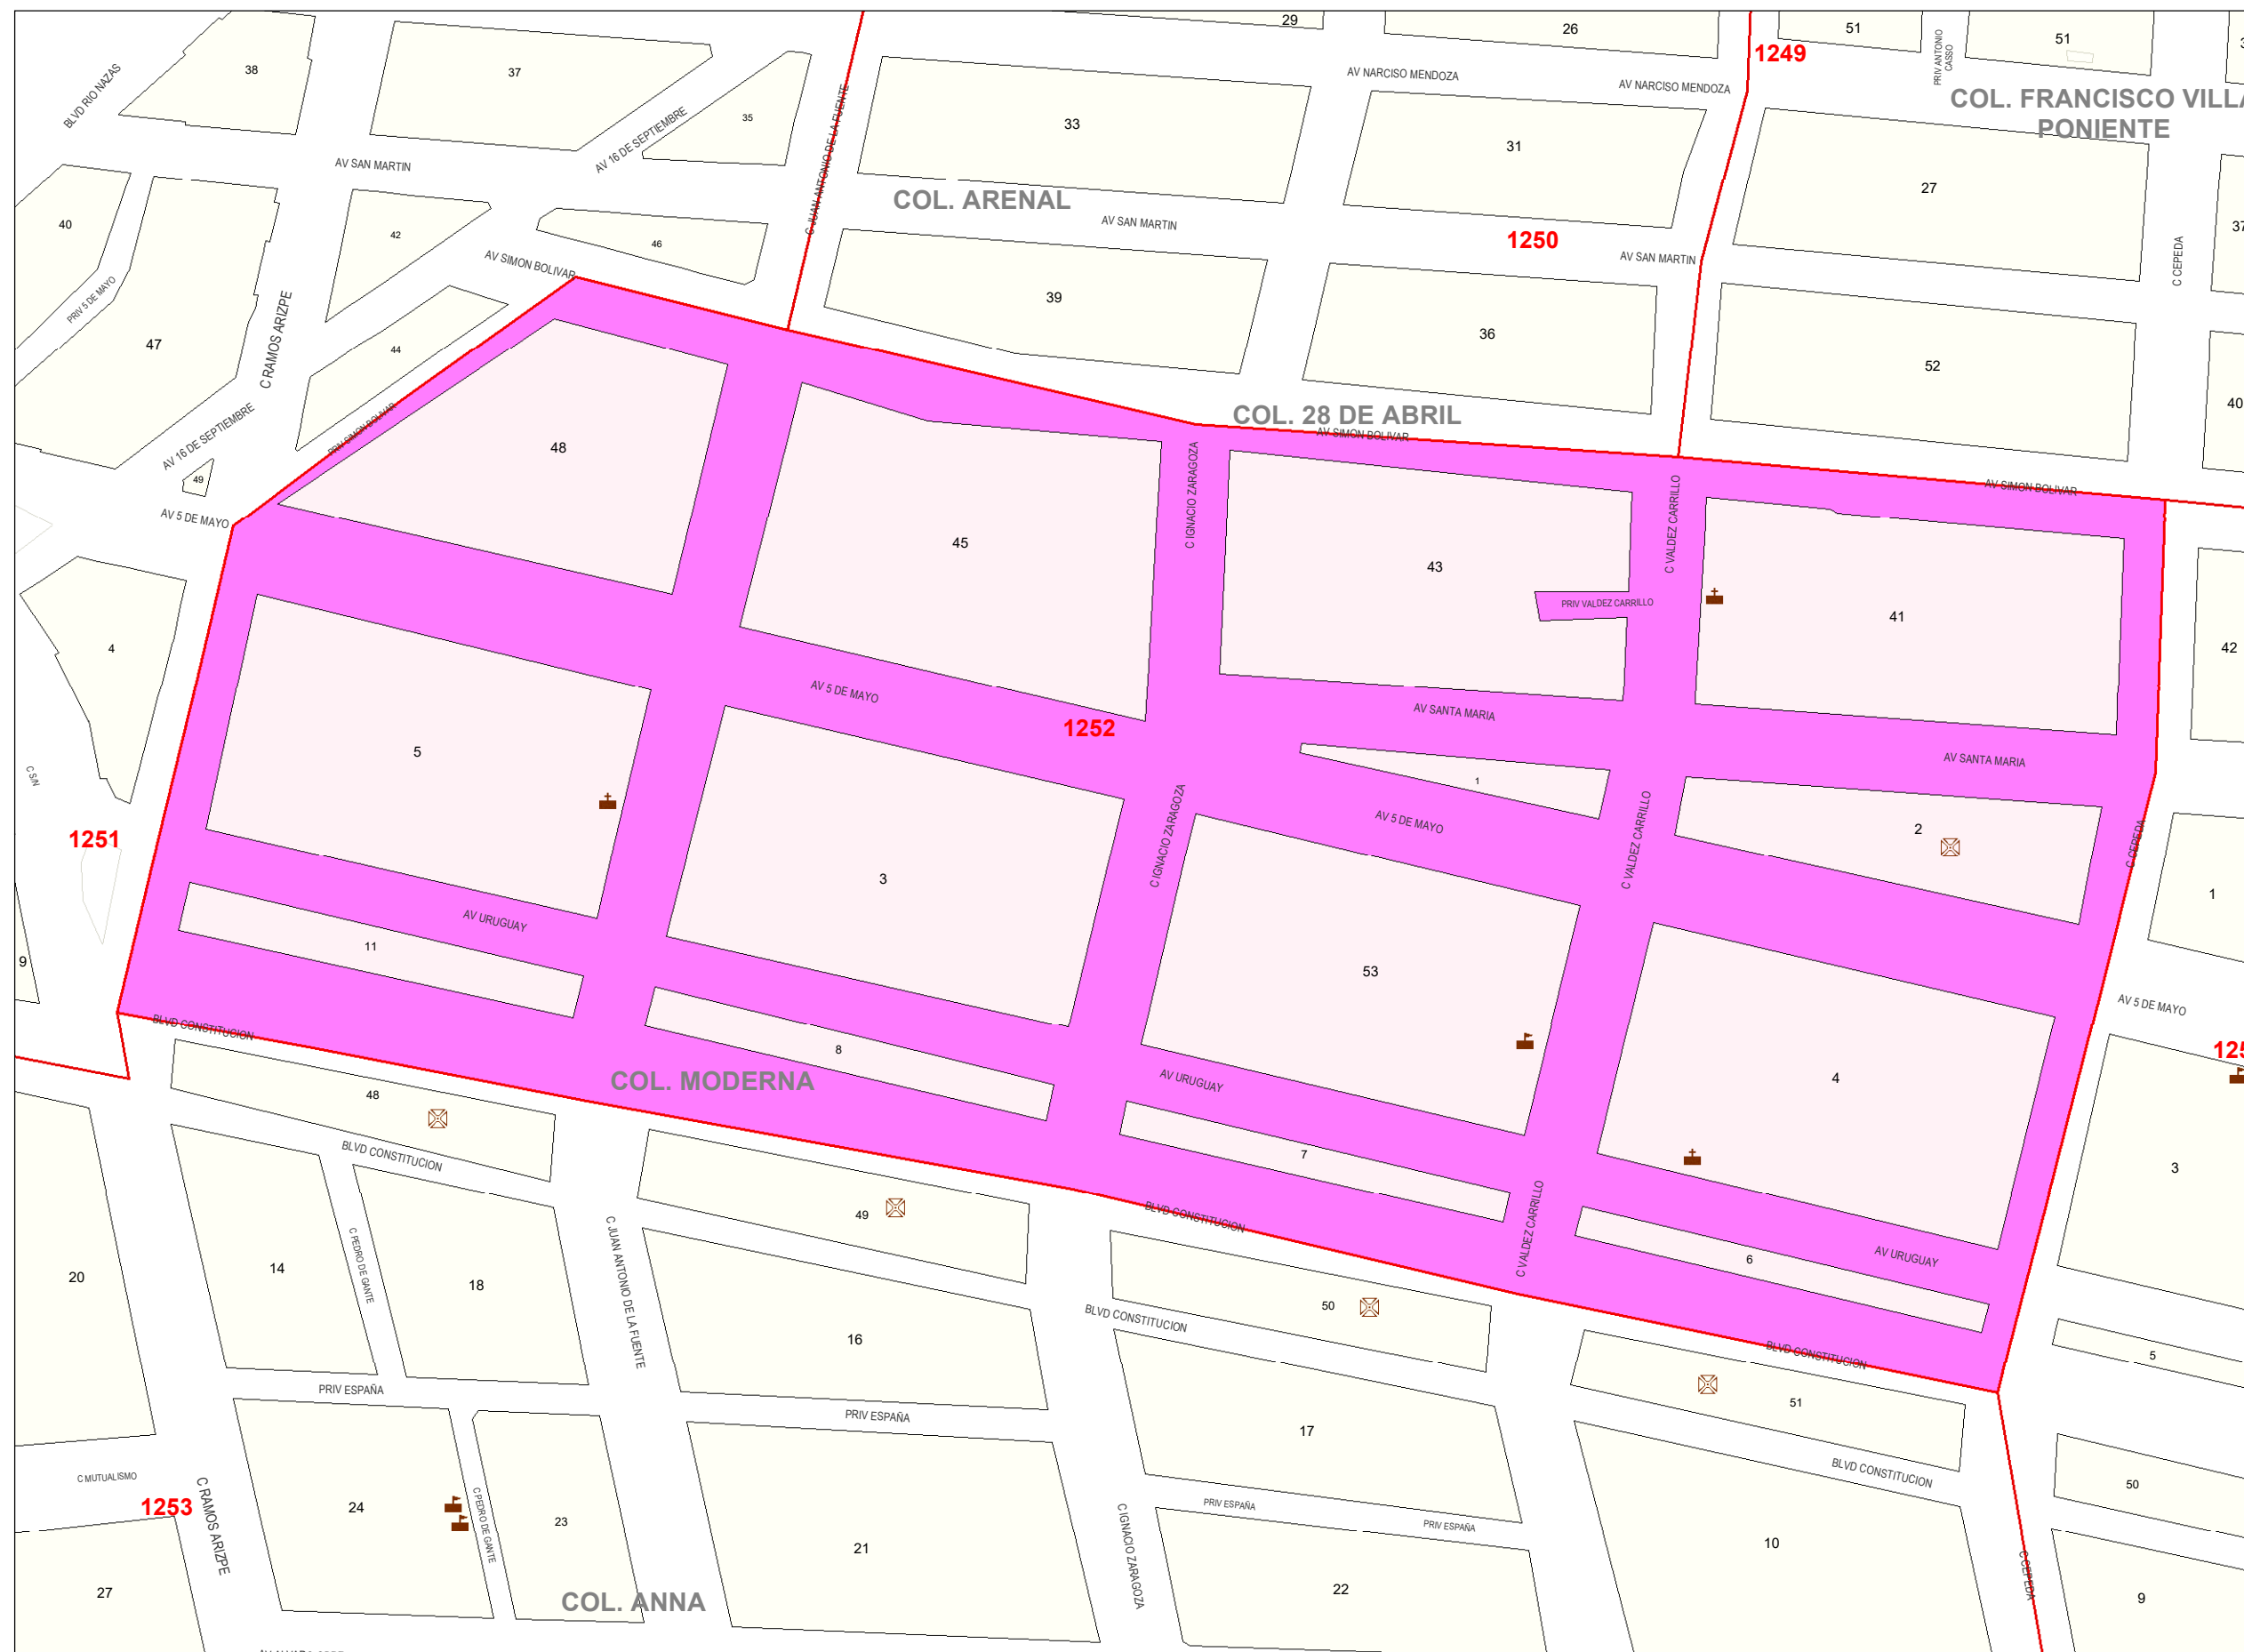 29
26
51
51
1249
38
37
BLVD RIO NAZAS
35
AV 16 DE SEPTIEMBRE
C JUAN ANTONIO DE LA FUENTE
33
AV NARCISO MENDOZA
AV NARCISO MENDOZA
31
PRIV ANTONIO
CASSO
COL. FRANCISCO VILLA
PONIENTE
27
AV SAN MARTIN
COL. ARENAL
AV SAN MARTIN
1250
AV SAN MARTIN
C CEPEDA
37
40
42
46
AV SIMON BOLIVAR
PRIV 5 DE MAYO
C RAMOS ARIZPE
47
44
39
36
52
40
AV 16 DE SEPTIEMBRE
PRIV SIMON BOLIVAR
COL. 28 DE ABRIL
AV SIMON BOLIVAR
49
AV 5 DE MAYO
48
45
C IGNACIO ZARAGOZA
43
C VALDEZ CARRILLO
AV SIMON BOLIVAR
PRIV VALDEZ CARRILLO
41
42
4
AV 5 DE MAYO
1252
AV SANTA MARIA
AV SANTA MARIA
5
C S/N
1
AV 5 DE MAYO
C VALDEZ CARRILLO
2
C CEPEDA
1251
3
C IGNACIO ZARAGOZA
1
AV URUGUAY
11
9
53
AV 5 DE MAYO
BLVD CONSTITUCION
8
COL. MODERNA
AV URUGUAY
4
125
48
BLVD CONSTITUCION
7
3
49
BLVD CONSTITUCION
C VALDEZ CARRILLO
AV URUGUAY
6
20
14
C PEDRO DE GANTE
18
C JUAN ANTONIO DE LA FUENTE
16
BLVD CONSTITUCION
50
BLVD CONSTITUCION
5
PRIV ESPAÑA
PRIV ESPAÑA
17
51
BLVD CONSTITUCION
50
C MUTUALISMO
1253
C RAMOS ARIZPE
24
C PEDRO DE GANTE
23
21
C IGNACIO ZARAGOZA
PRIV ESPAÑA
PRIV ESPAÑA
10
C CEPEDA
27
COL. ANNA
22
9